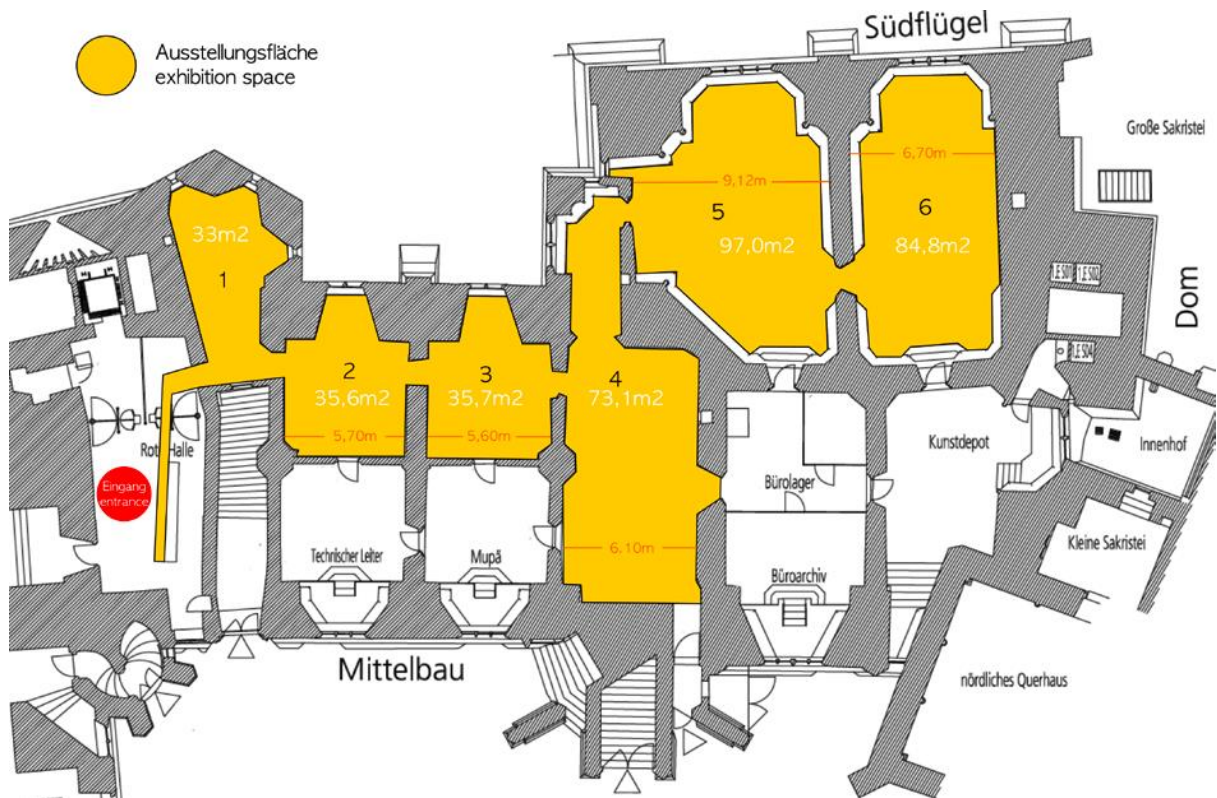 Ausstellungsfläche
exhibition space
Südflügel
Große Sakristei
Dom
33m2
1
2
35,6m2
5,70m
3
35,7m2
5,60m
4
73,1m2
6,10m
9,12m
5
97,0m2
6,70m
6
84,8m2
Eingang
entrance
Technischer Leiter
Mupä
Bürolager
Büroarchiv
Kunstdepot
Innenhof
Kleine Sakristei
nördliches Querhaus
Mittelbau